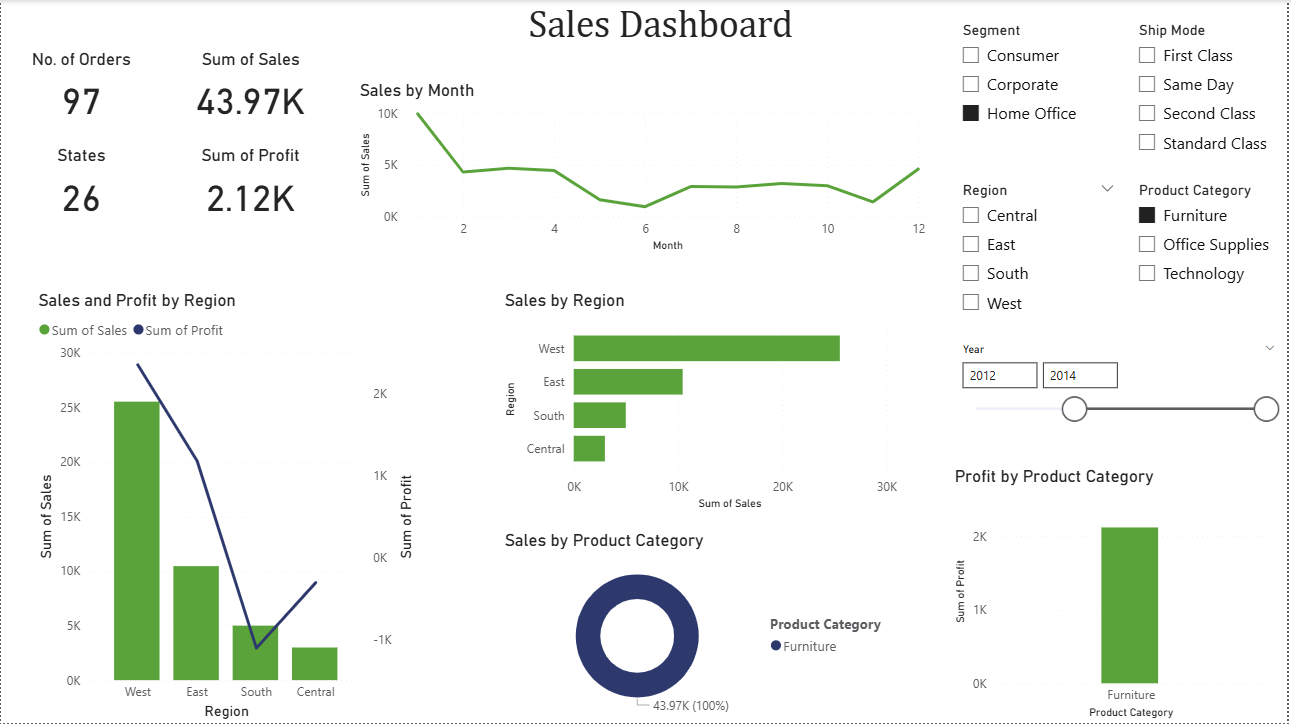 Sales Dashboard
No. of Orders
97
Sum of Sales
43.97K
States
26
Sum of Profit
2.12K
Sales by Month
Sum of Sales
10K
5K
0K
2 4 6 8 10 12
Month
Segment
Consumer
Corporate
Home Office
Ship Mode
First Class
Same Day
Second Class
Standard Class
Region
Central
East
South
West
Product Category
Furniture
Office Supplies
Technology
Year
2012 2014
Sales and Profit by Region
Sum of Sales Sum of Profit
Sum of Sales
30K
25K
20K
15K
10K
5K
0K
2K
1K
0K
-1K
Sum of Profit
West East South Central
Region
Sales by Region
Region
West
East
South
Central
0K 10K 20K 30K
Sum of Sales
Sales by Product Category
43.97K (100%)
Product Category
Furniture
Profit by Product Category
Sum of Profit
2K
1K
0K
Furniture
Product Category